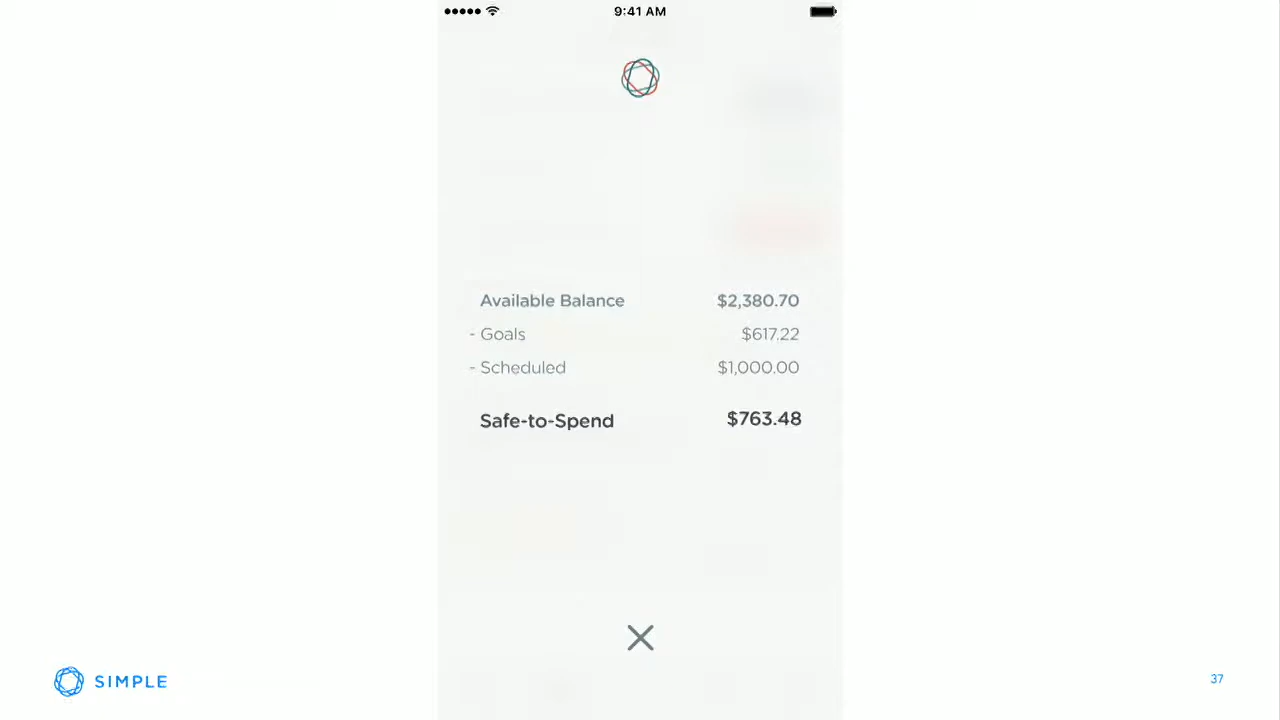 9:41 AM
Available Balance $2,380.70
- Goals $617.22
- Scheduled $1,000.00
Safe-to-Spend $763.48
SIMPLE
37